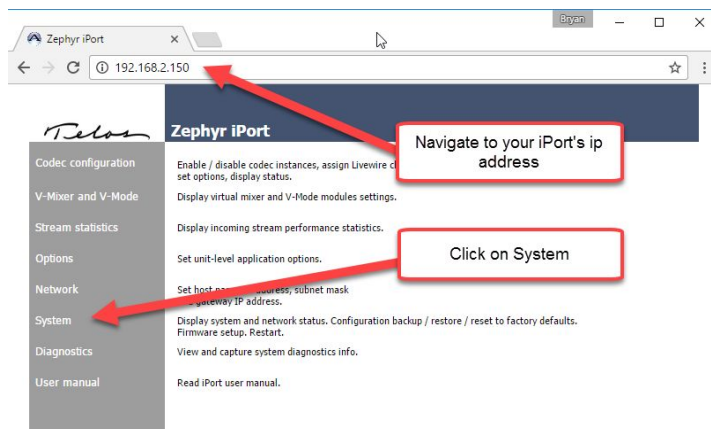 Bryan
Zephyr iPort
192.168.2.150
Telos
Zephyr iPort
Navigate to your iPort's ip
address
Codec configuration
Enable / disable codec instances, assign Livewire
set options, display status.
V-Mixer and V-Mode
Display virtual mixer and V-Mode modules settings.
Stream statistics
Display incoming stream performance statistics.
Click on System
Options
Set unit-level application options.
Network
Set host address, subnet mask
gateway IP address.
System
Display system and network status. Configuration backup / restore / reset to factory defaults.
Firmware setup. Restart.
Diagnostics
View and capture system diagnostics info.
User manual
Read iPort user manual.